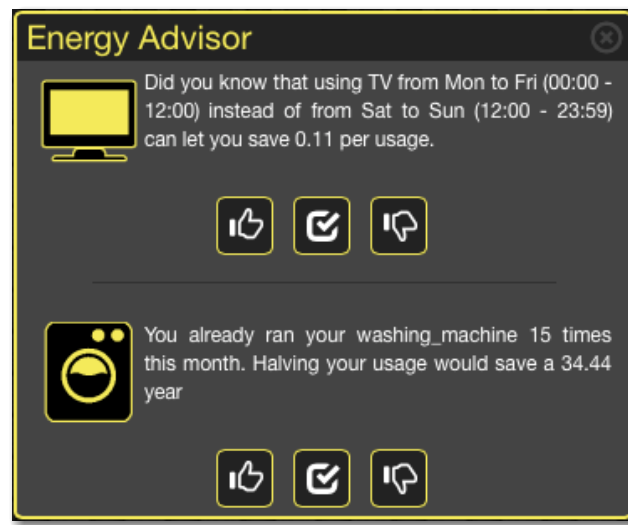 Energy Advisor
Did you know that using TV from Mon to Fri (00:00 -
12:00) instead of from Sat to Sun (12:00 - 23:59)
can let you save 0.11 per usage.
You already ran your washing_machine 15 times
this month. Halving your usage would save a 34.44
year